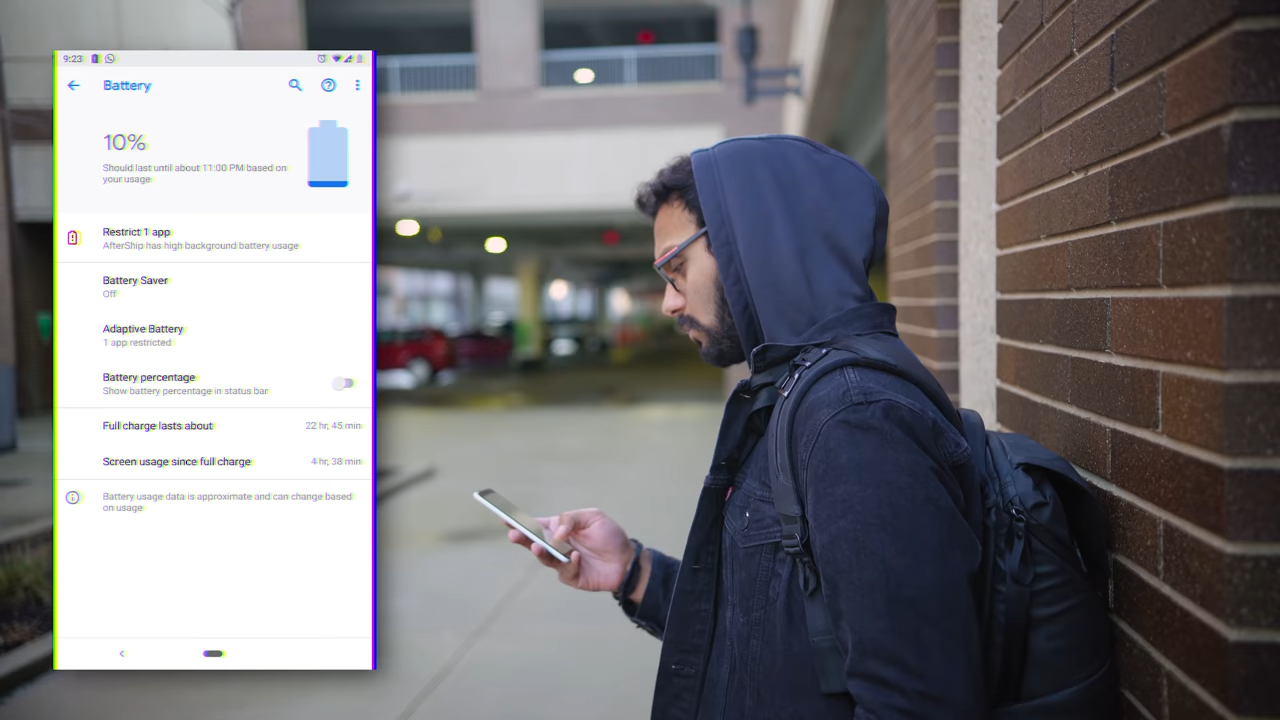 9:23
Battery
10%
Should last until about 11:00 PM based on
your usage
Restrict 1 app
AfterShip has high background battery usage
Battery Saver
Off
Adaptive Battery
1 app restricted
Battery percentage
Show battery percentage in status bar
Full charge lasts about 22 hr, 45 min
Screen usage since full charge 4 hr, 38 min
Battery usage data is approximate and can change based
on usage